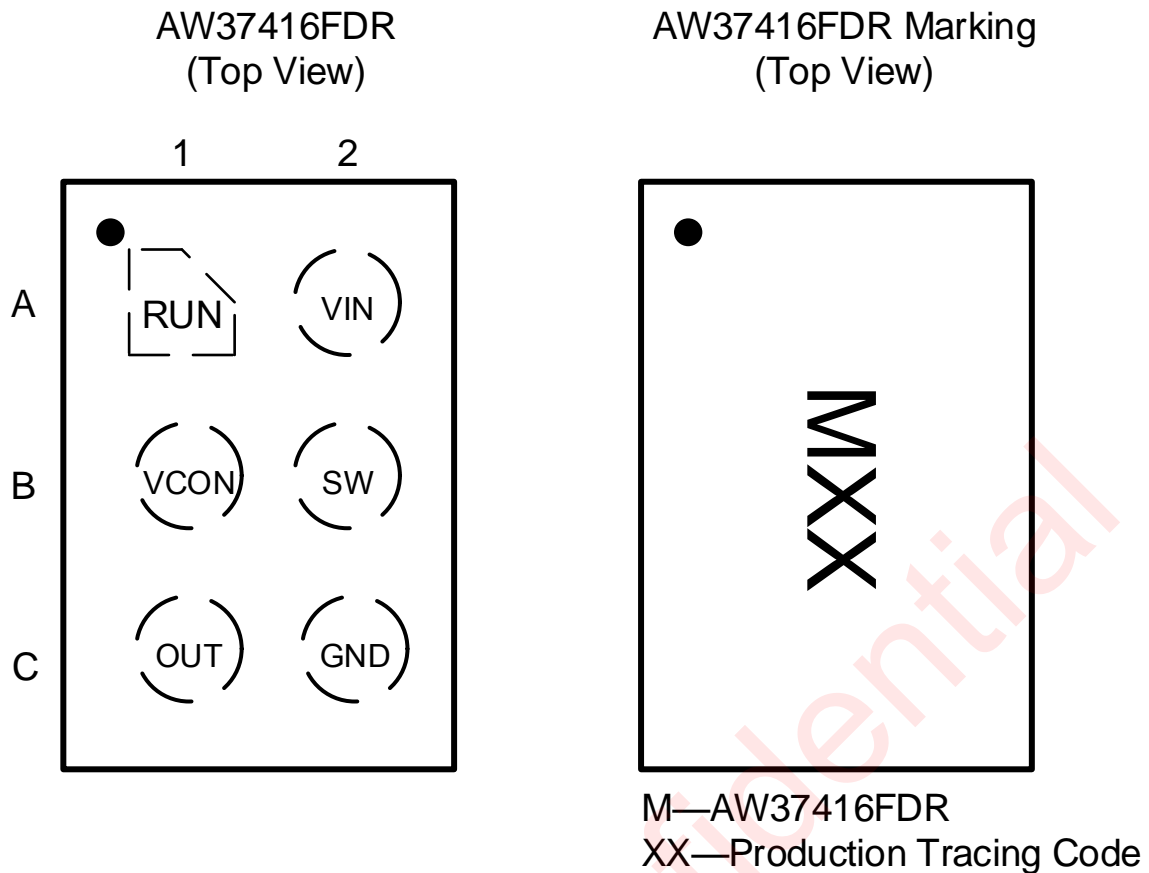 AW37416FDR
(Top View)
1 2
A RUN VIN
B VCON SW
C OUT GND
AW37416FDR Marking
(Top View)
MXX
M—AW37416FDR
XX—Production Tracing Code
fidential